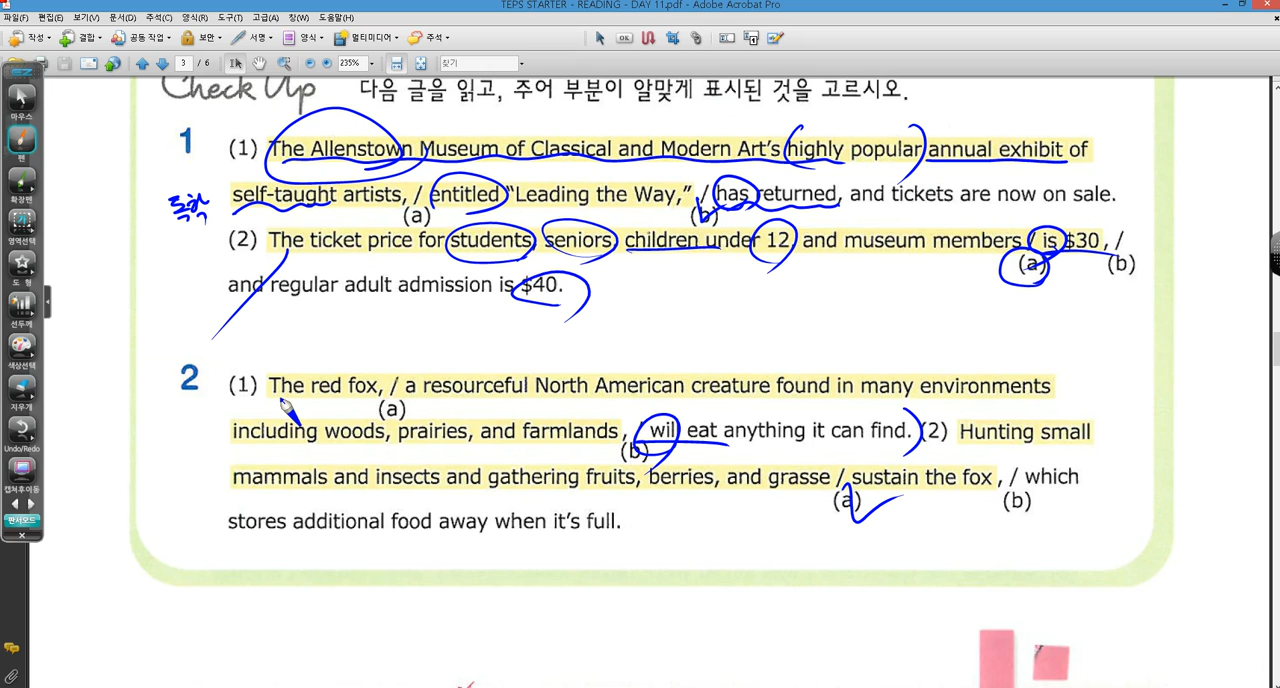 TEPS STARTER - READING - DAY 11.pdf - Adobe Acrobat Pro
파일(F) 편집(E) 보기(V) 문서(D) 주석(C) 양식(R) 도구(T) 고급(A) 창(W) 도움말(H)
작성 결합 공동 작업 보안 서명 양식 멀티미디어 주석
3 / 6 235% 찾기
Check Up 다음 글을 읽고, 주어 부분이 알맞게 표시된 것을 고르시오.
1 (1) The Allenstown Museum of Classical and Modern Art's highly popular annual exhibit of
독학 self-taught artists, / entitled "Leading the Way," / has returned, and tickets are now on sale.
(a) (b)
(2) The ticket price for students, seniors, children under 12, and museum members / is $30 , /
(a) (b)
and regular adult admission is $40.
2 (1) The red fox, / a resourceful North American creature found in many environments
(a)
including woods, prairies, and farmlands, / will eat anything it can find. (2) Hunting small
(b)
mammals and insects and gathering fruits, berries, and grasse / sustain the fox , / which
(a) (b)
stores additional food away when it's full.
마우스
펜
확장펜
영역선택
도 형
선두께
색상선택
지우개
Undo/Redo
캡쳐후이동
판서모드